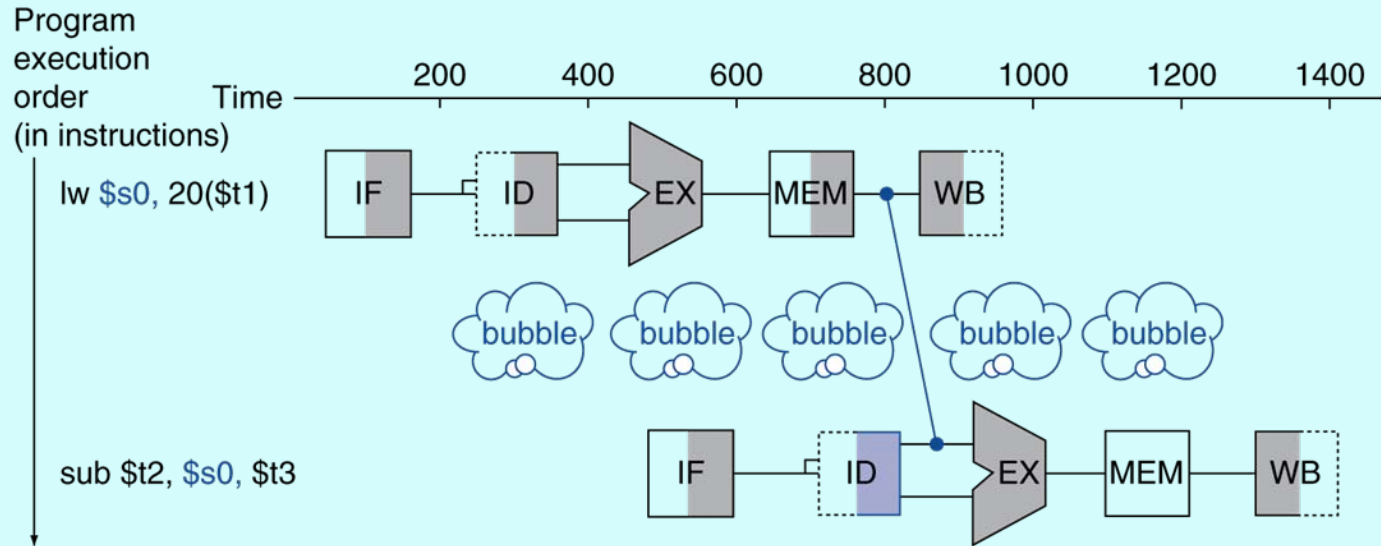 Program
execution
order
(in instructions)
Time
200 400 600 800 1000 1200 1400
lw $s0, 20($t1)
IF ID EX MEM WB
bubble bubble bubble bubble bubble
sub $t2, $s0, $t3
IF ID EX MEM WB